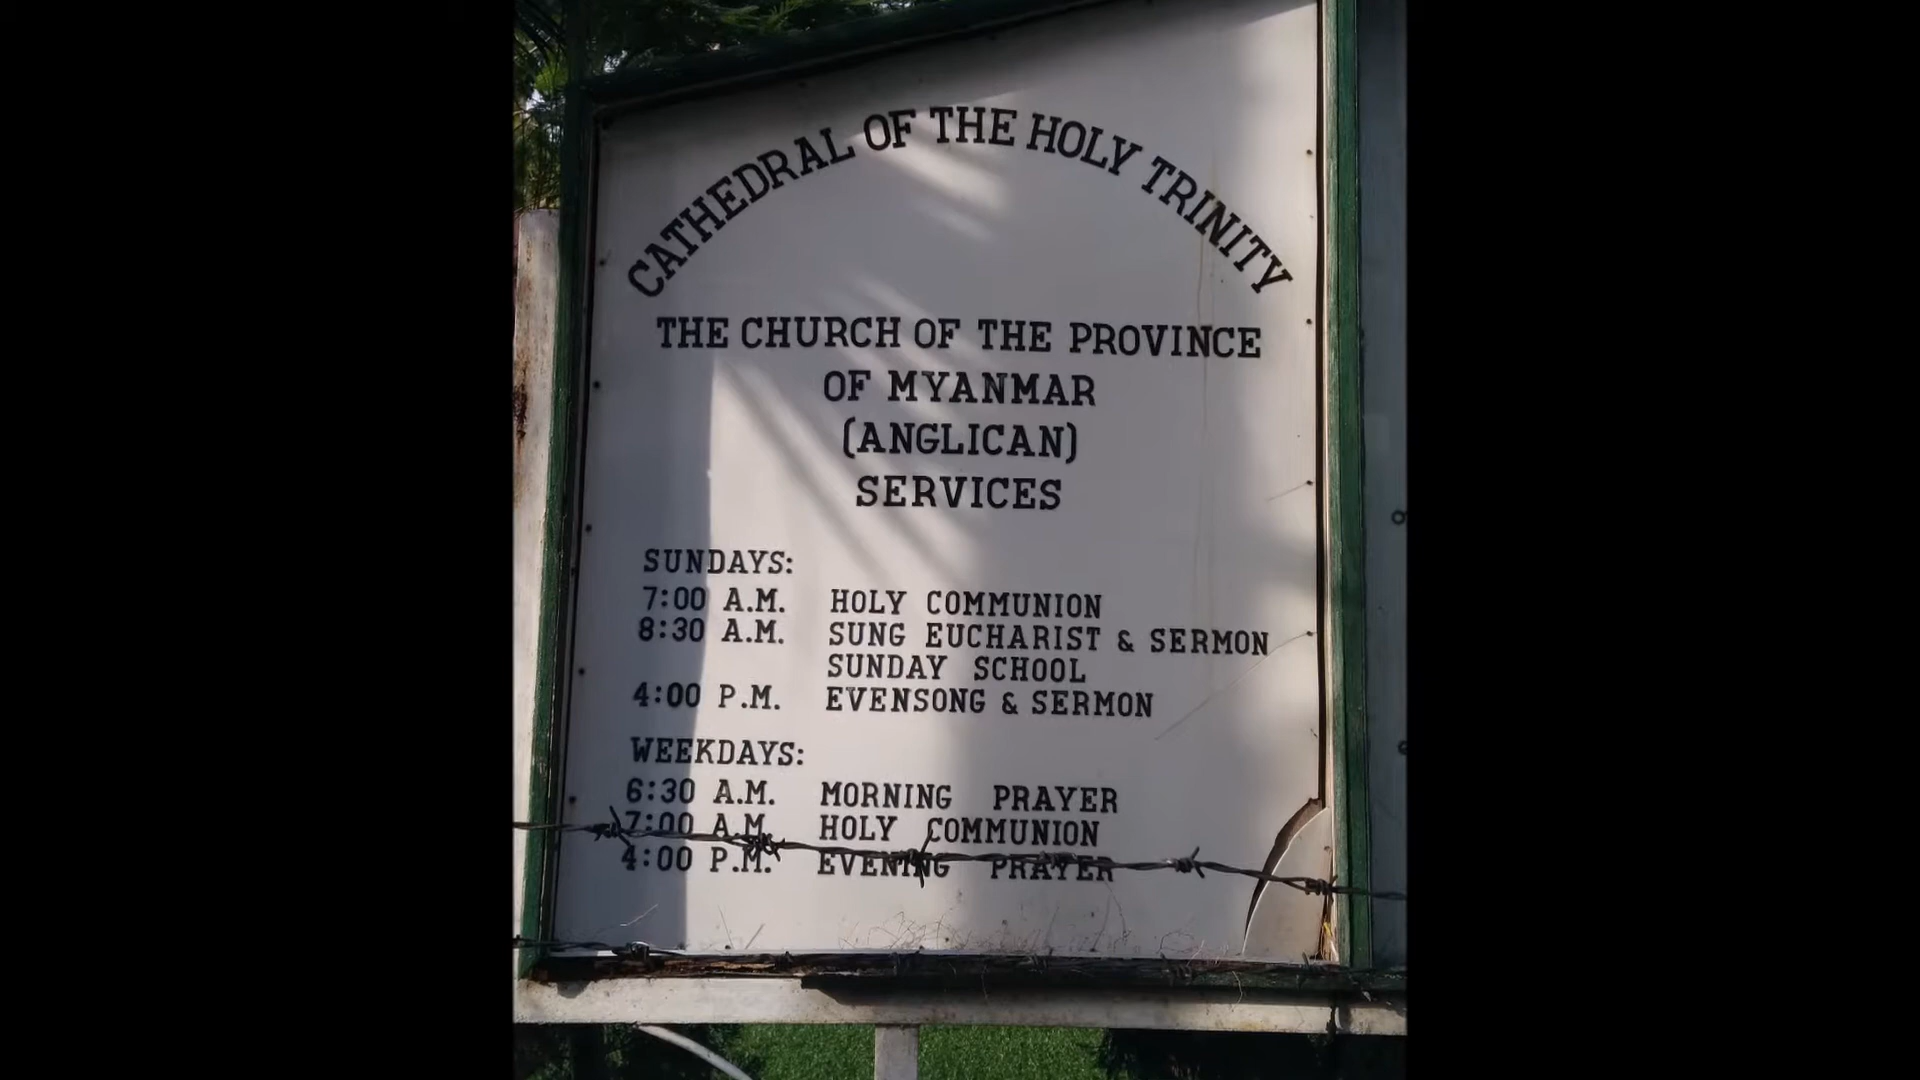 CATHEDRAL OF THE HOLY TRINITY
THE CHURCH OF THE PROVINCE
OF MYANMAR
(ANGLICAN)
SERVICES
SUNDAYS:
7:00 A.M. HOLY COMMUNION
8:30 A.M. SUNG EUCHARIST & SERMON
SUNDAY SCHOOL
4:00 P.M. EVENSONG & SERMON
WEEKDAYS:
6:30 A.M. MORNING PRAYER
7:00 A.M. HOLY COMMUNION
4:00 P.M. EVENING PRAYER